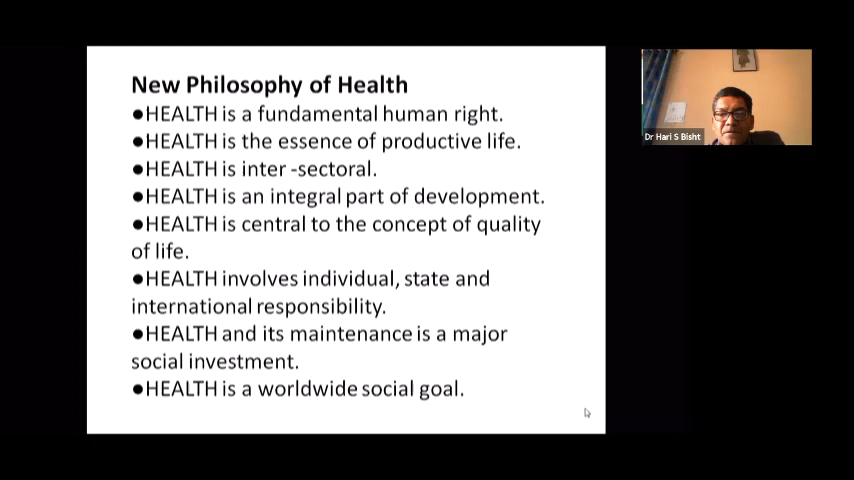 New Philosophy of Health
●HEALTH is a fundamental human right.
●HEALTH is the essence of productive life.
●HEALTH is inter -sectoral.
●HEALTH is an integral part of development.
●HEALTH is central to the concept of quality
of life.
●HEALTH involves individual, state and
international responsibility.
●HEALTH and its maintenance is a major
social investment.
●HEALTH is a worldwide social goal.
Dr Hari S Bisht